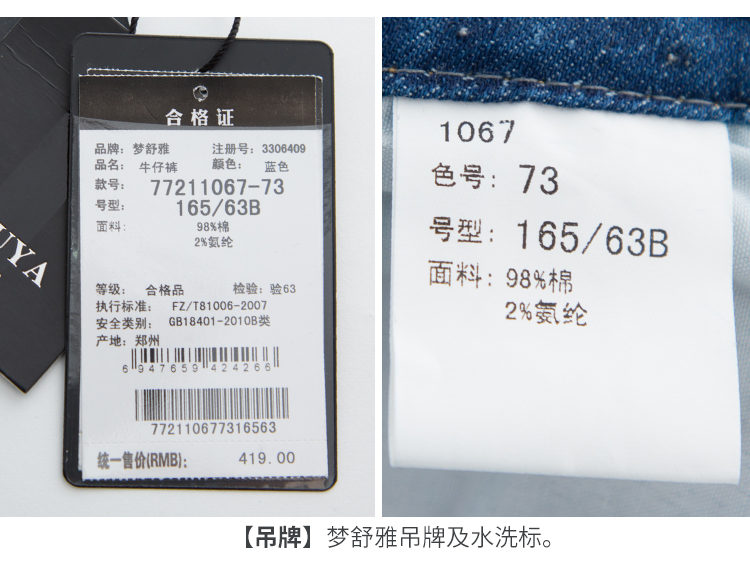 UYA
合格证
品牌：梦舒雅 注册号：3306409
品名：牛仔裤 颜色：蓝色
款号：77211067-73
号型：165/63B
面料：98%棉
2%氨纶
等级：合格品 检验：验63
执行标准：FZ/T81006-2007
安全类别：GB18401-2010B类
产地：郑州
6 947659 424266
772110677316563
统一售价(RMB)：419.00
1067
色号：73
号型：165/63B
面料：98%棉
2%氨纶
【吊牌】梦舒雅吊牌及水洗标。